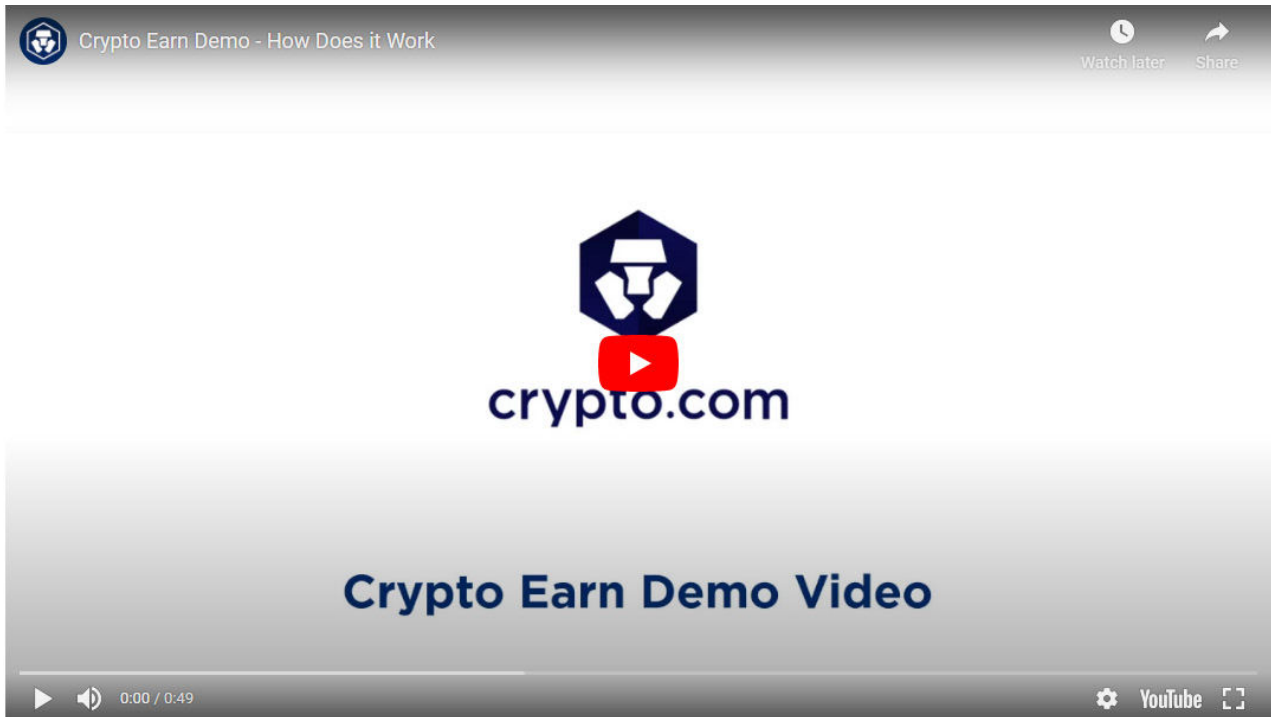 Crypto Earn Demo - How Does it Work
Watch later
Share
crypto.com
Crypto Earn Demo Video
0:00 / 0:49
YouTube